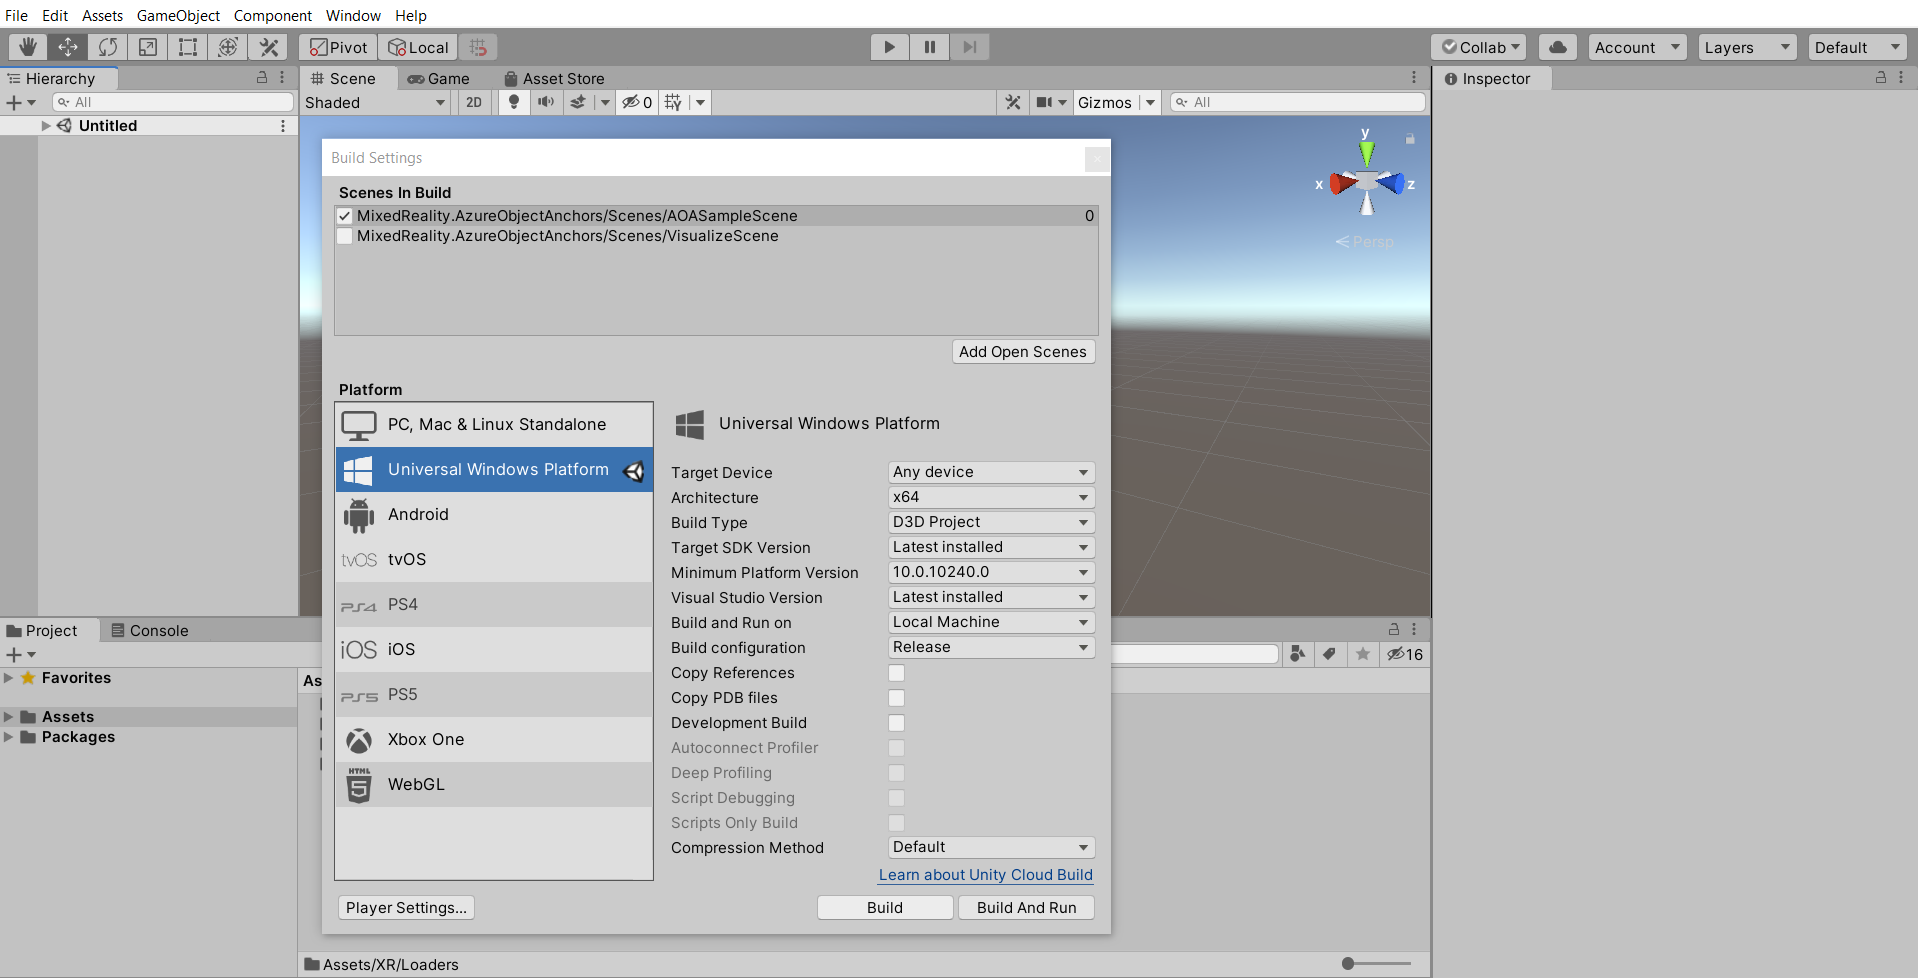 File Edit Assets GameObject Component Window Help
Pivot Local Collab Account Layers Default
Hierarchy Scene Game Asset Store Inspector
All Shaded 2D 0 Gizmos All
Untitled
y
x z
Persp
Build Settings
Scenes In Build
MixedReality.AzureObjectAnchors/Scenes/AOASampleScene 0
MixedReality.AzureObjectAnchors/Scenes/VisualizeScene
Add Open Scenes
Platform
PC, Mac & Linux Standalone
Universal Windows Platform
Android
tvOS tvOS
PS4 PS4
iOS iOS
PS5 PS5
Xbox One
HTML 5 WebGL
Universal Windows Platform
Target Device Any device
Architecture x64
Build Type D3D Project
Target SDK Version Latest installed
Minimum Platform Version 10.0.10240.0
Visual Studio Version Latest installed
Build and Run on Local Machine
Build configuration Release
Copy References
Copy PDB files
Development Build
Autoconnect Profiler
Deep Profiling
Script Debugging
Scripts Only Build
Compression Method Default
Learn about Unity Cloud Build
Player Settings... Build Build And Run
Project Console
16
Favorites
As
Assets
Packages
Assets/XR/Loaders